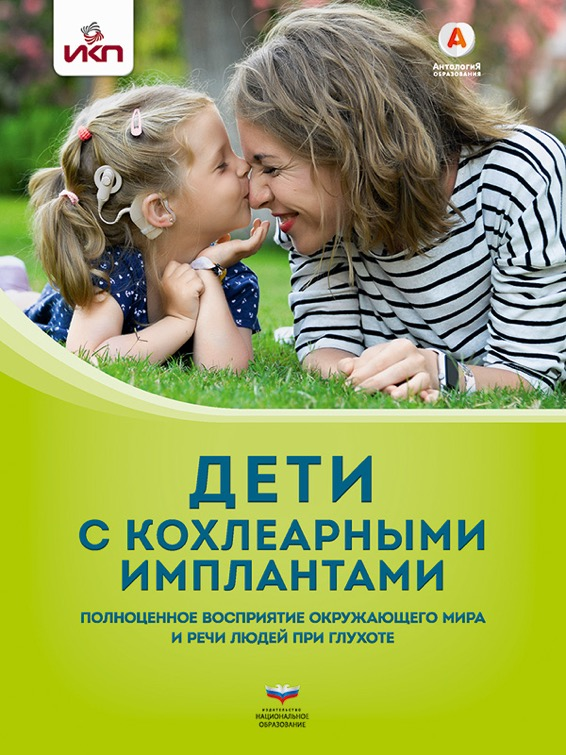 ИКП
А
АНТОЛОГИЯ
ОБРАЗОВАНИЯ
ДЕТИ
С КОХЛЕАРНЫМИ
ИМПЛАНТАМИ
ПОЛНОЦЕННОЕ ВОСПРИЯТИЕ ОКРУЖАЮЩЕГО МИРА
И РЕЧИ ЛЮДЕЙ ПРИ ГЛУХОТЕ
ИЗДАТЕЛЬСТВО
НАЦИОНАЛЬНОЕ
ОБРАЗОВАНИЕ